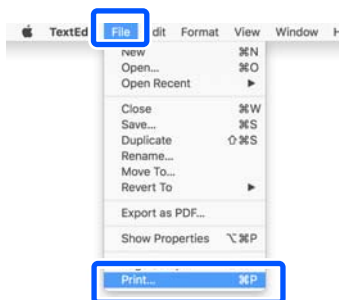 TextEd File dit Format View Window H
New ⌘N
Open... ⌘O
Open Recent ▶
Close ⌘W
Save... ⌘S
Duplicate ⇧⌘S
Rename...
Move To...
Revert To ▶
Export as PDF...
Show Properties ⌥⌘P
Print... ⌘P